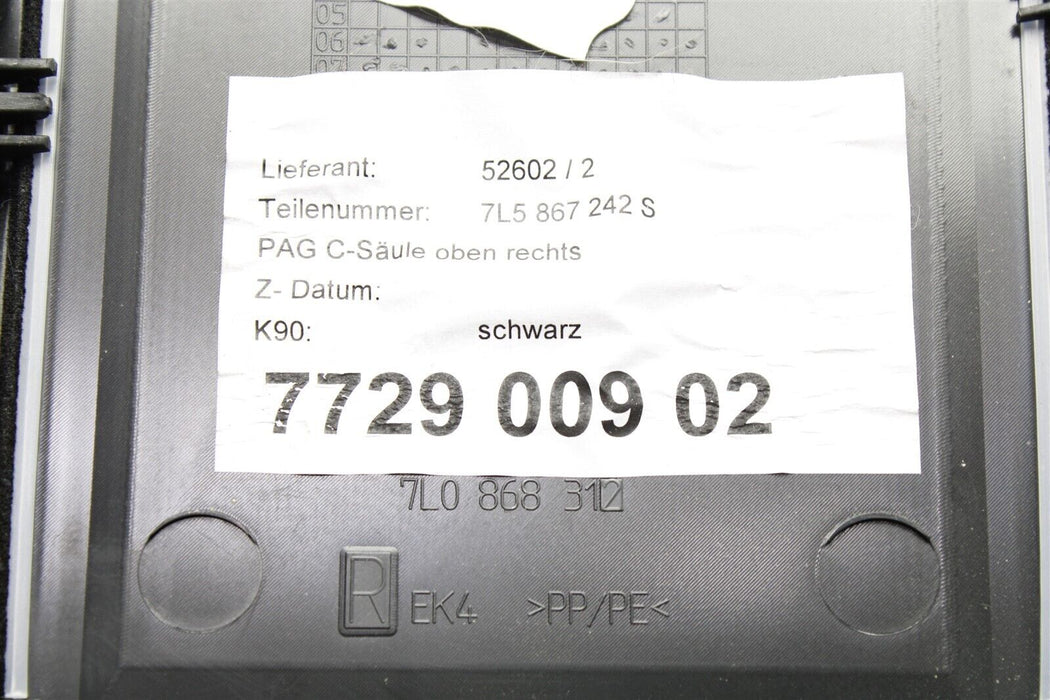 05
06
07
Lieferant: 52602 / 2
Teilenummer: 7L5 867 242 S
PAG C-Säule oben rechts
Z- Datum:
K90: schwarz
7729 009 02
7L0 868 312
R EK4 >PP/PE<